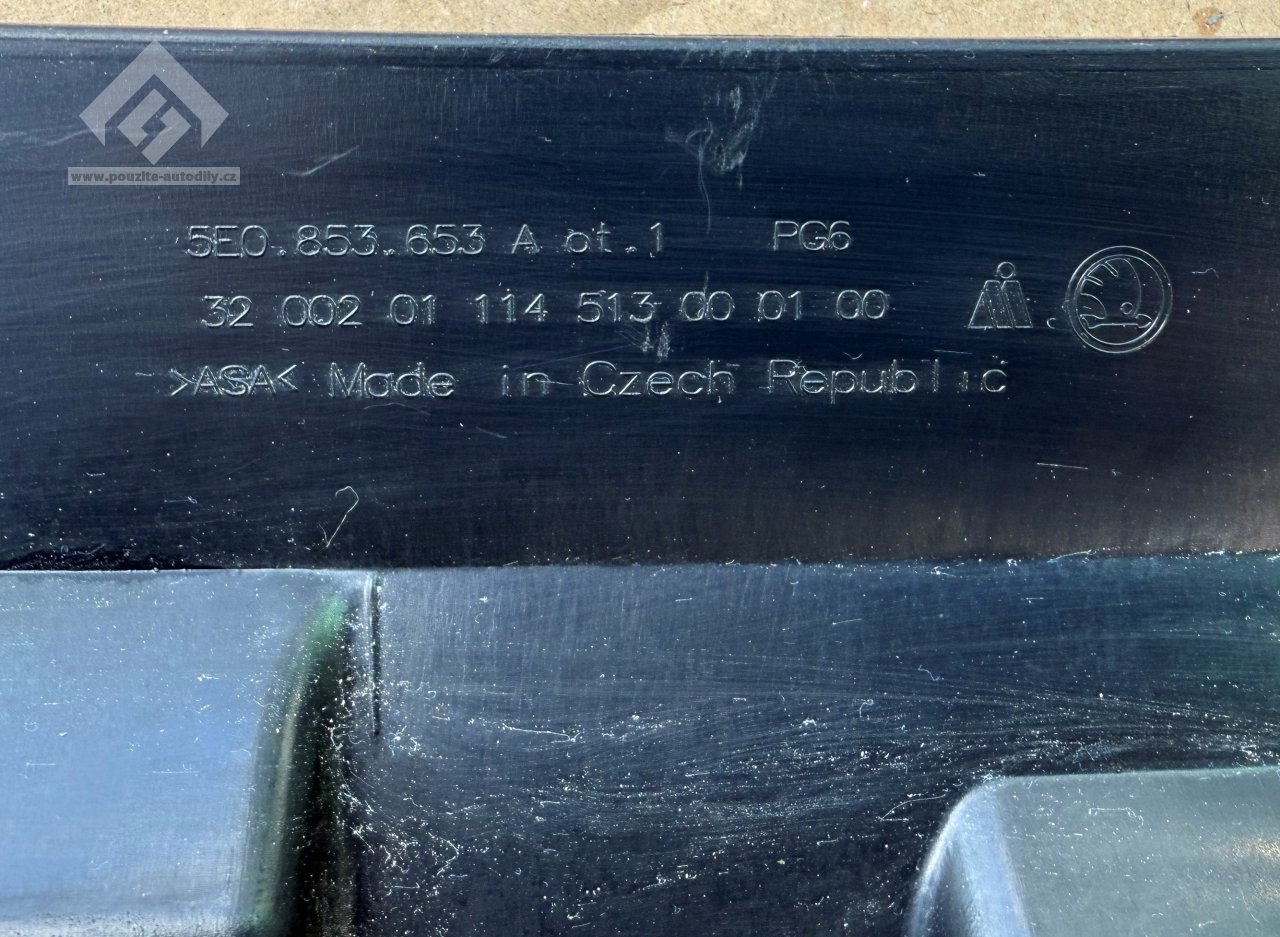 www.pouzite-autodily.cz
5E0.853.653 A ot.1 PG6
32 002 01 114 513 00 01 00
>ASA< Made in Czech Republic